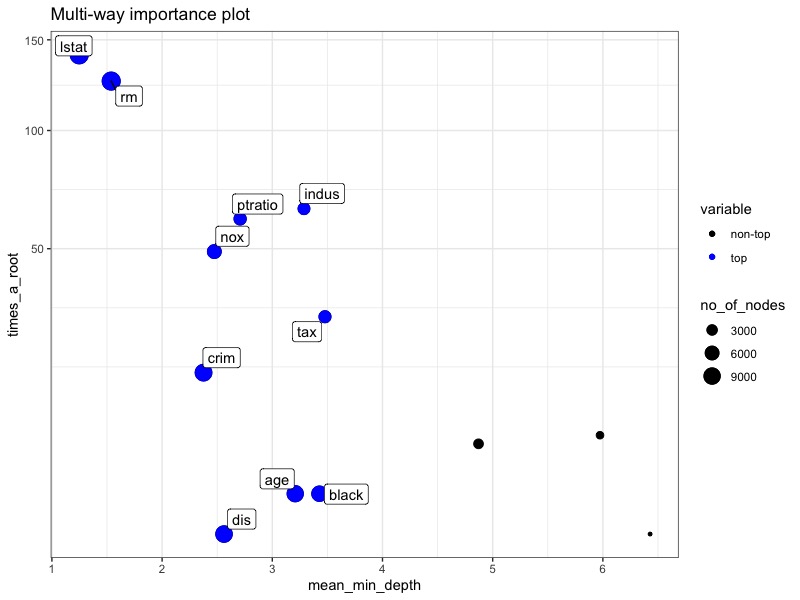 Multi-way importance plot
times_a_root
150
100
50
lstat
rm
indus
ptratio
nox
tax
crim
age
black
dis
1 2 3 4 5 6
mean_min_depth
variable
non-top
top
no_of_nodes
3000
6000
9000